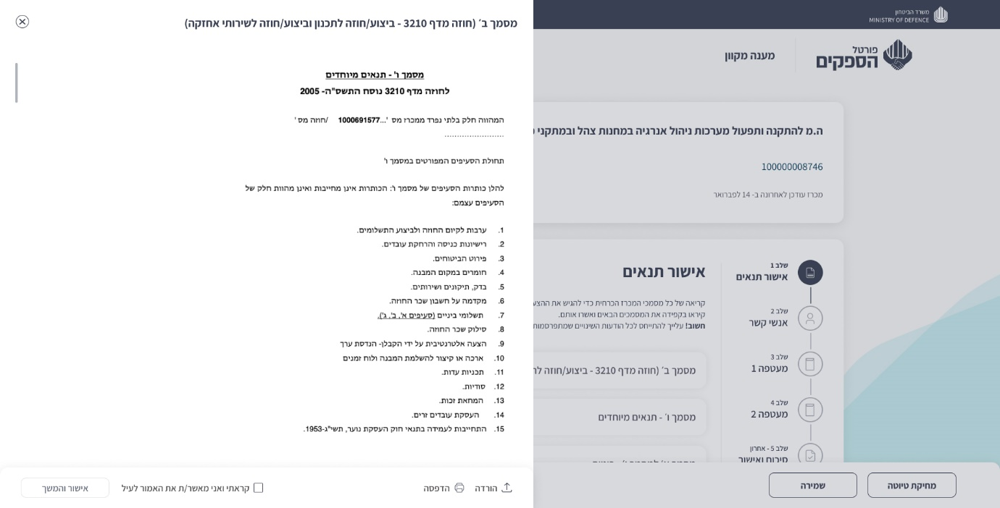 משרד הביטחון
MINISTRY OF DEFENCE
פורטל
הספקים
מענה מקוון
ה.מ להתקנה ותפעול מערכות ניהול אנרגיה במחנות צהל ובמתקני
100000008746
מכרז עודכן לאחרונה ב- 14 לפברואר
שלב 1
אישור תנאים
שלב 2
אנשי קשר
שלב 3
מעטפה 1
שלב 4
מעטפה 2
שלב 5 - אחרון
סיכום ואישור
אישור תנאים
קריאה של כל מסמכי המכרז הכרחית כדי להגיש את ההצע
קיראו בקפידה את המסמכים הבאים ואשרו אותם.
חשוב! עלייך להתייחס לכל הודעות השינויים שמתפרסמות
מסמך ב׳ (חוזה מדף 3210 - ביצוע/חוזה לת
מסמך ו׳ - תנאים מיוחדים
מחיקת טיוטה
שמירה
מסמך ב׳ (חוזה מדף 3210 - ביצוע/חוזה לתכנון וביצוע/חוזה לשירותי אחזקה)
מסמך ו' - תנאים מיוחדים
לחוזה מדף 3210 נוסח התשס"ה- 2005
המהווה חלק בלתי נפרד ממכרז מס '...1000691577 /חוזה מס '
........................
תחולת הסעיפים המפורטים במסמך ו'
להלן כותרות הסעיפים של מסמך ו': הכותרות אינן מחייבות ואינן מהוות חלק של
הסעיפים עצמם:
1. ערבות לקיום החוזה ולביצוע התשלומים.
2. רישיונות כניסה והרחקת עובדים.
3. פירוט הביטוחים.
4. חומרים במקום המבנה.
5. בדק, תיקונים ושירותים.
6. מקדמה על חשבון שכר החוזה.
7. תשלומי ביניים (סעיפים א', ב', ג').
8. סילוק שכר החוזה.
9. הצעה אלטרנטיבית על ידי הקבלן- הנדסת ערך
10. ארכה או קיצור להשלמת המבנה ולוח זמנים
11. תכניות עדות.
12. סודיות.
13. המחאת זכות.
14. העסקת עובדים זרים.
15. התחייבות לעמידה בתנאי חוק העסקת נוער, תשי"ג-1953.
הורדה
הדפסה
קראתי ואני מאשר/ת את האמור לעיל
אישור והמשך